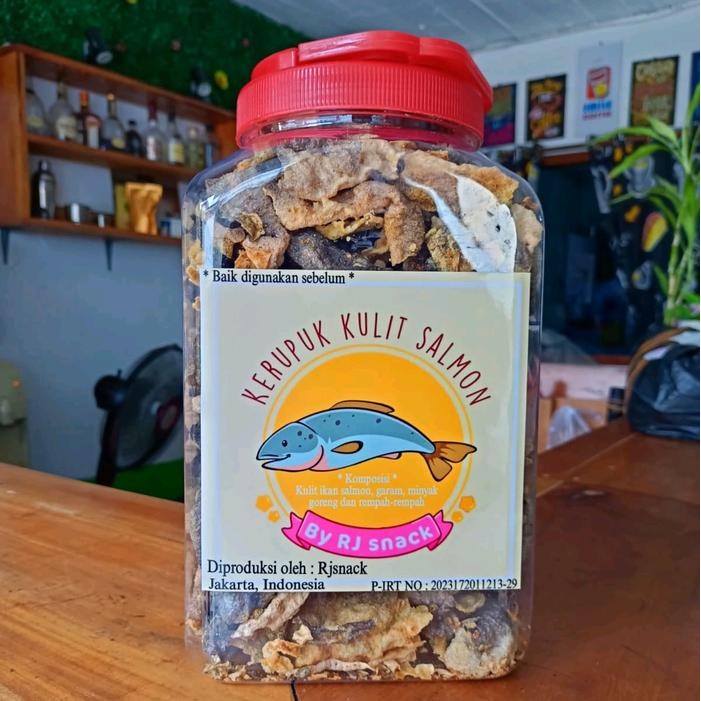 * Baik digunakan sebelum *
KERUPUK KULIT SALMON
* Komposisi *
Kulit ikan salmon, garam, minyak
goreng dan rempah-rempah
By RJ snack
Diproduksi oleh : Rjsnack
Jakarta, Indonesia
P-IRT NO : 2023172011213-29